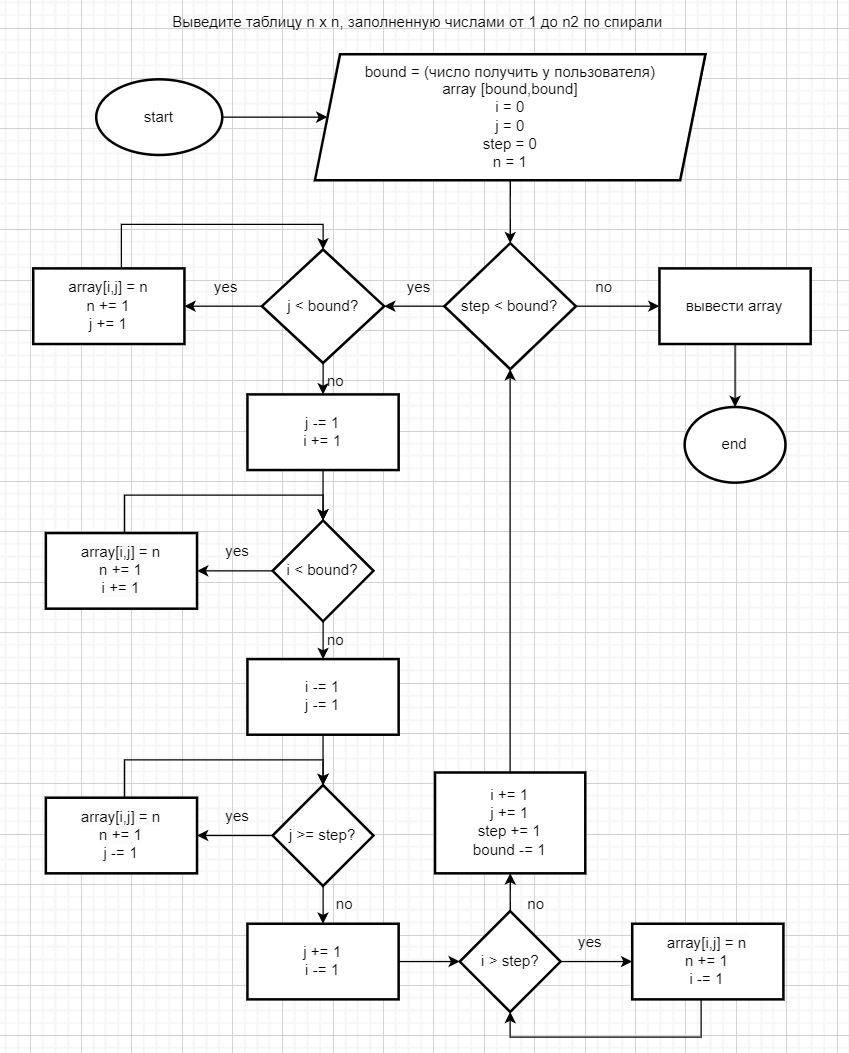 Выведите таблицу n x n, заполненную числами от 1 до n2 по спирали
start
bound = (число получить у пользователя)
array [bound,bound]
i = 0
j = 0
step = 0
n = 1
array[i,j] = n
n += 1
j += 1
yes
j < bound?
yes
step < bound?
no
вывести array
no
j -= 1
i += 1
end
array[i,j] = n
n += 1
i += 1
yes
i < bound?
no
i -= 1
j -= 1
array[i,j] = n
n += 1
j -= 1
yes
j >= step?
i += 1
j += 1
step += 1
bound -= 1
no
no
j += 1
i -= 1
i > step?
yes
array[i,j] = n
n += 1
i -= 1